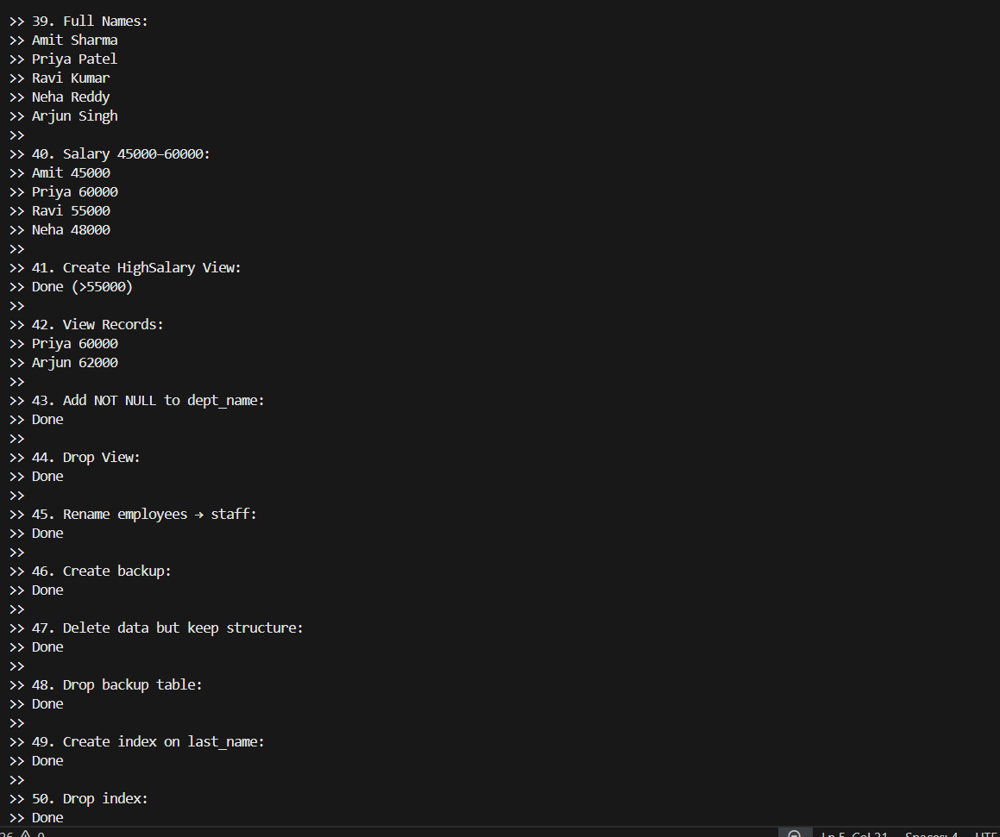 >> 39. Full Names:
>> Amit Sharma
>> Priya Patel
>> Ravi Kumar
>> Neha Reddy
>> Arjun Singh
>>
>> 40. Salary 45000–60000:
>> Amit 45000
>> Priya 60000
>> Ravi 55000
>> Neha 48000
>>
>> 41. Create HighSalary View:
>> Done (>55000)
>>
>> 42. View Records:
>> Priya 60000
>> Arjun 62000
>>
>> 43. Add NOT NULL to dept_name:
>> Done
>>
>> 44. Drop View:
>> Done
>>
>> 45. Rename employees → staff:
>> Done
>>
>> 46. Create backup:
>> Done
>>
>> 47. Delete data but keep structure:
>> Done
>>
>> 48. Drop backup table:
>> Done
>>
>> 49. Create index on last_name:
>> Done
>>
>> 50. Drop index:
>> Done
26 0 Ln 5, Col 21 Spaces: 4 UTF